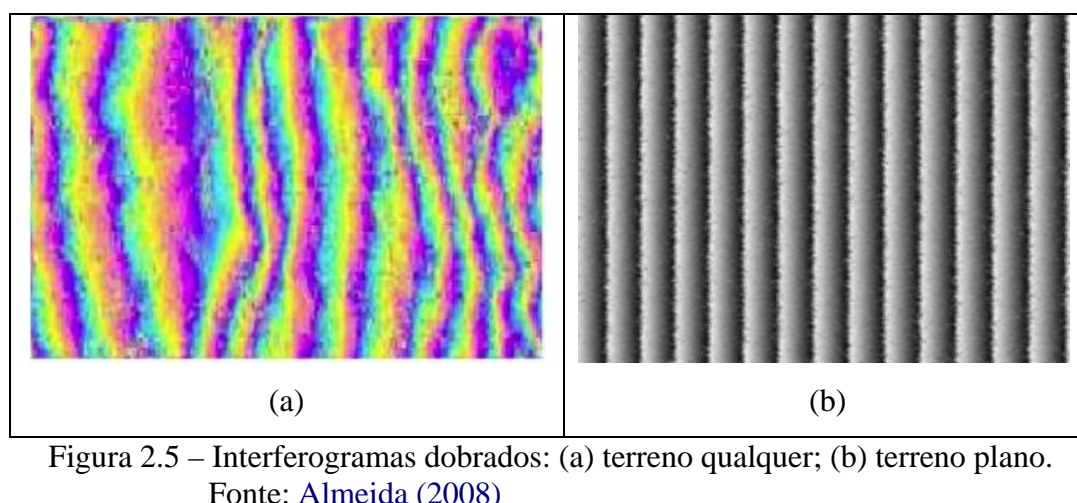 (a)
(b)
Figura 2.5 – Interferogramas dobrados: (a) terreno qualquer; (b) terreno plano.
Fonte: Almeida (2008)